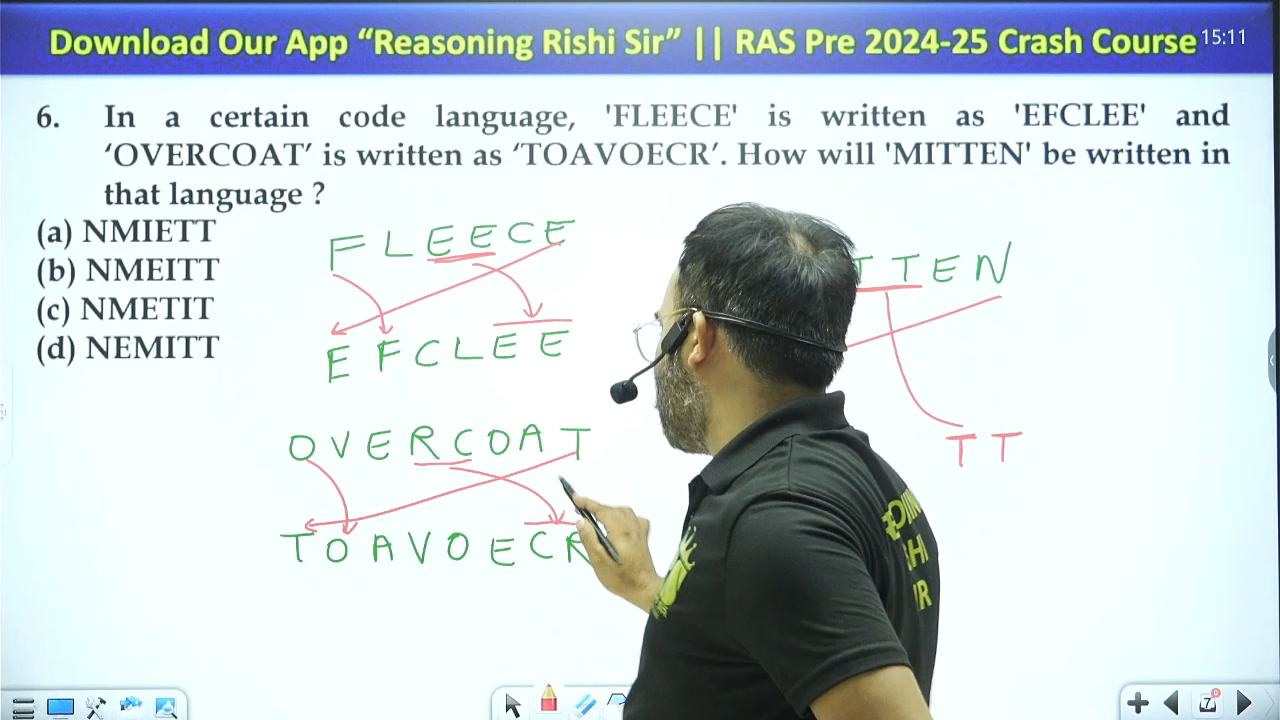 Download Our App “Reasoning Rishi Sir” || RAS Pre 2024-25 Crash Course 15:11
6. In a certain code language, 'FLEECE' is written as 'EFCLEE' and
‘OVERCOAT’ is written as ‘TOAVOECR’. How will 'MITTEN' be written in
that language ?
(a) NMIETT
(b) NMEITT
(c) NMETIT
(d) NEMITT
FLEECE
EFCLEE
OVERCOAT
TOAVOECR
TTEN
TT
7